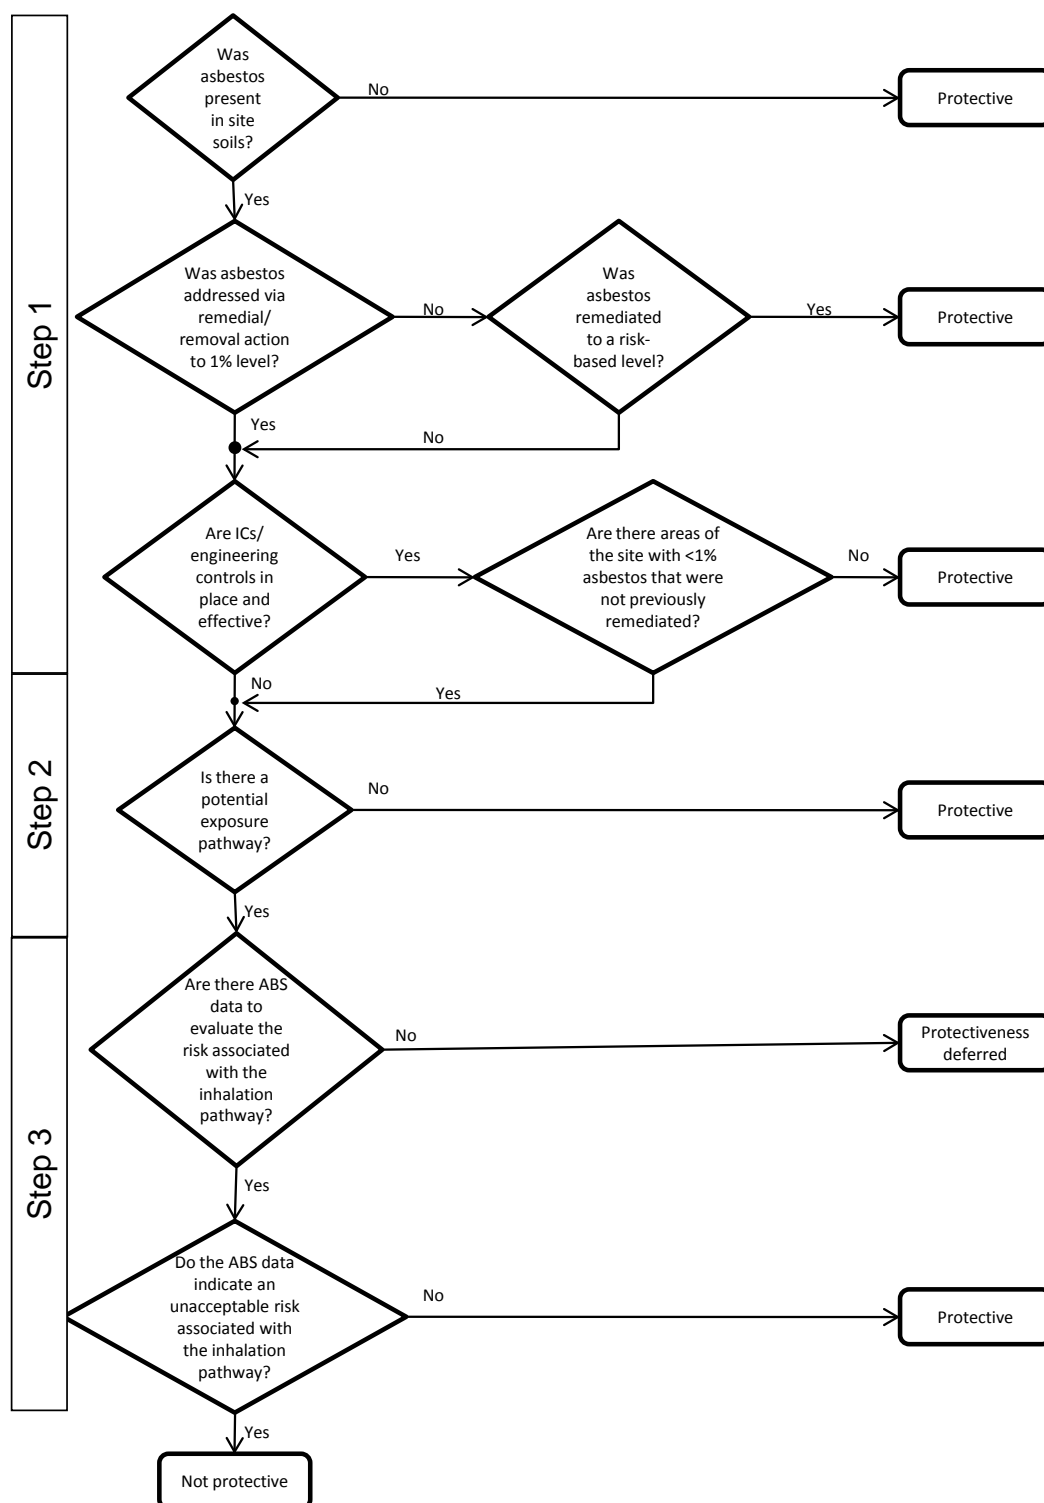 Step 1
Was
asbestos
present
in site
soils?
No
Protective
Yes
Was asbestos
addressed via
remedial/
removal action
to 1% level?
No
Was
asbestos
remediated
to a risk-
based level?
Yes
Protective
Yes
No
Are ICs/
engineering
controls in
place and
effective?
Yes
Are there areas of
the site with <1%
asbestos that were
not previously
remediated?
No
Protective
No
Yes
Step 2
Is there a
potential
exposure
pathway?
No
Protective
Yes
Step 3
Are there ABS
data to
evaluate the
risk associated
with the
inhalation
pathway?
No
Protectiveness
deferred
Yes
Do the ABS data
indicate an
unacceptable risk
associated with
the inhalation
pathway?
No
Protective
Yes
Not protective